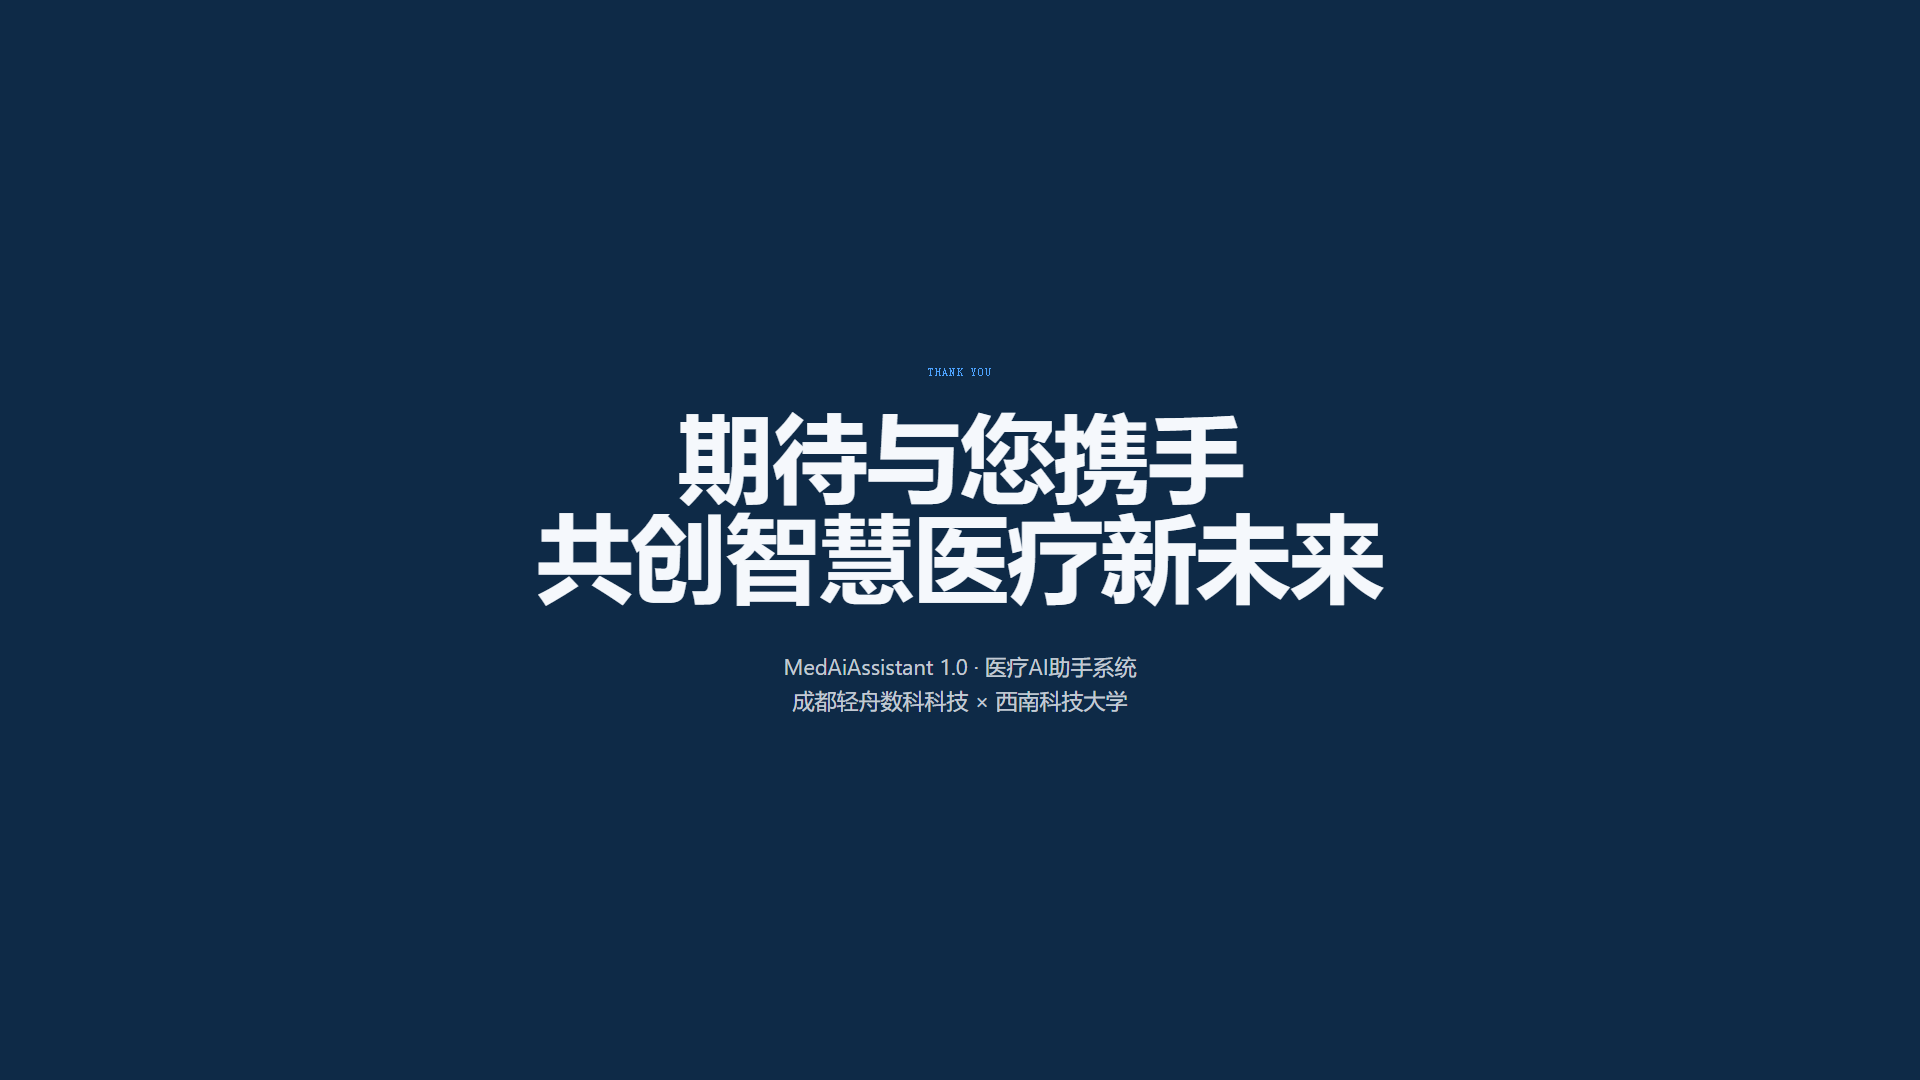 THANK YOU
期待与您携手
共创智慧医疗新未来
MedAiAssistant 1.0 · 医疗AI助手系统
成都轻舟数科科技 × 西南科技大学